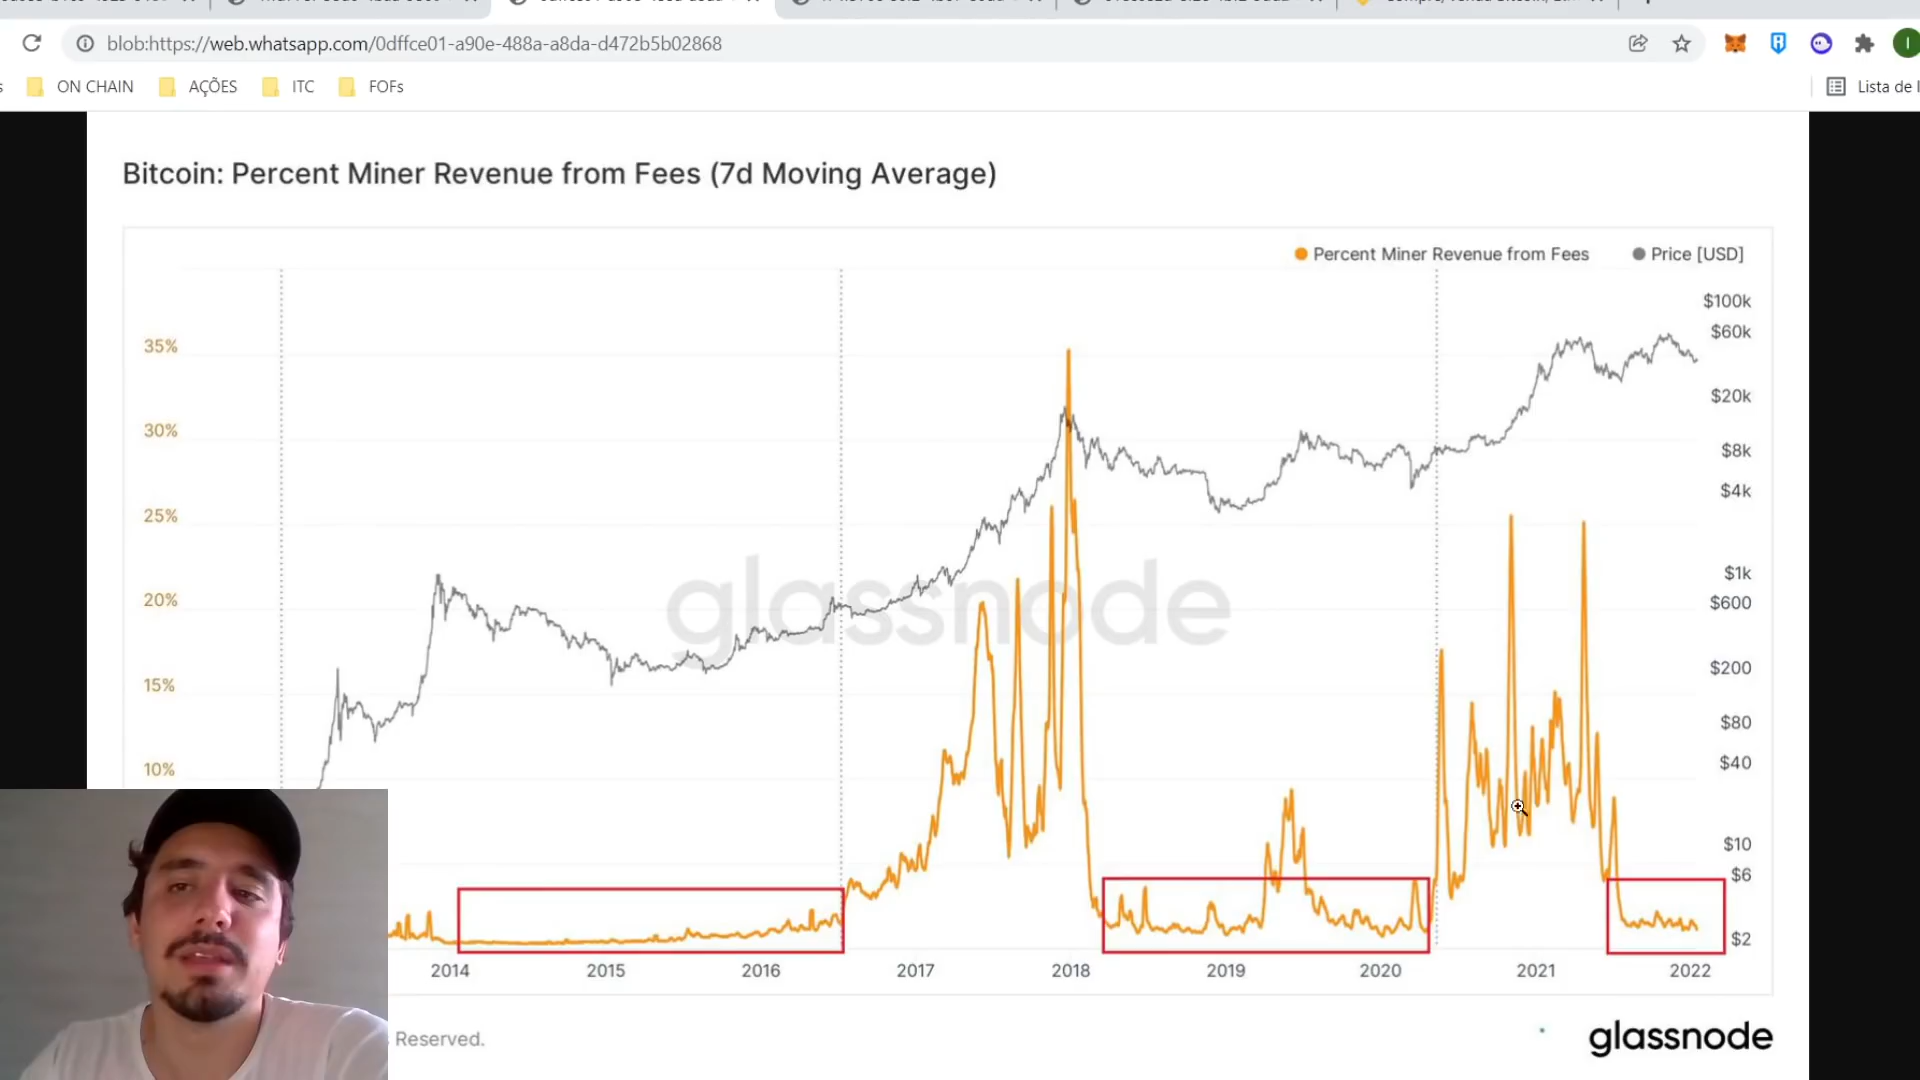 blob:https://web.whatsapp.com/0dffce01-a90e-488a-a8da-d472b5b02868
s ON CHAIN AÇÕES ITC FOFs Lista de l
Bitcoin: Percent Miner Revenue from Fees (7d Moving Average)
Percent Miner Revenue from Fees Price [USD]
$100k
35% $60k
$20k
30% $8k
25% $4k
glassnode
$1k
20% $600
15% $200
$80
10% $40
$10
$6
$2
2014 2015 2016 2017 2018 2019 2020 2021 2022
Reserved.
glassnode